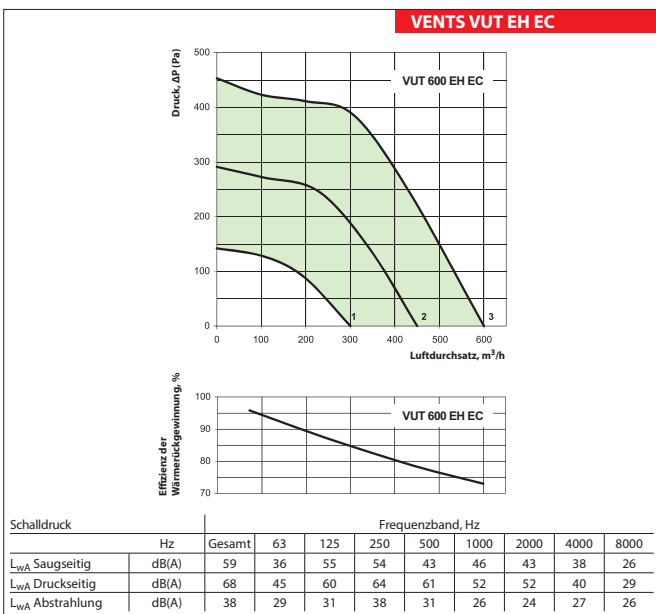 VENTS VUT EH EC
Druck, ΔP (Pa)
500
400
300
200
100
0
VUT 600 EH EC
1 2 3
0 100 200 300 400 500 600
Luftdurchsatz, m³/h
Effizienz der
Wärmerückgewinnung, %
100
90
80
70
VUT 600 EH EC
Schalldruck Frequenzband, Hz
Hz Gesamt 63 125 250 500 1000 2000 4000 8000
LwA Saugseitig dB(A) 59 36 55 54 43 46 43 38 26
LwA Druckseitig dB(A) 68 45 60 64 61 52 52 40 29
LwA Abstrahlung dB(A) 38 29 31 38 31 26 24 27 26